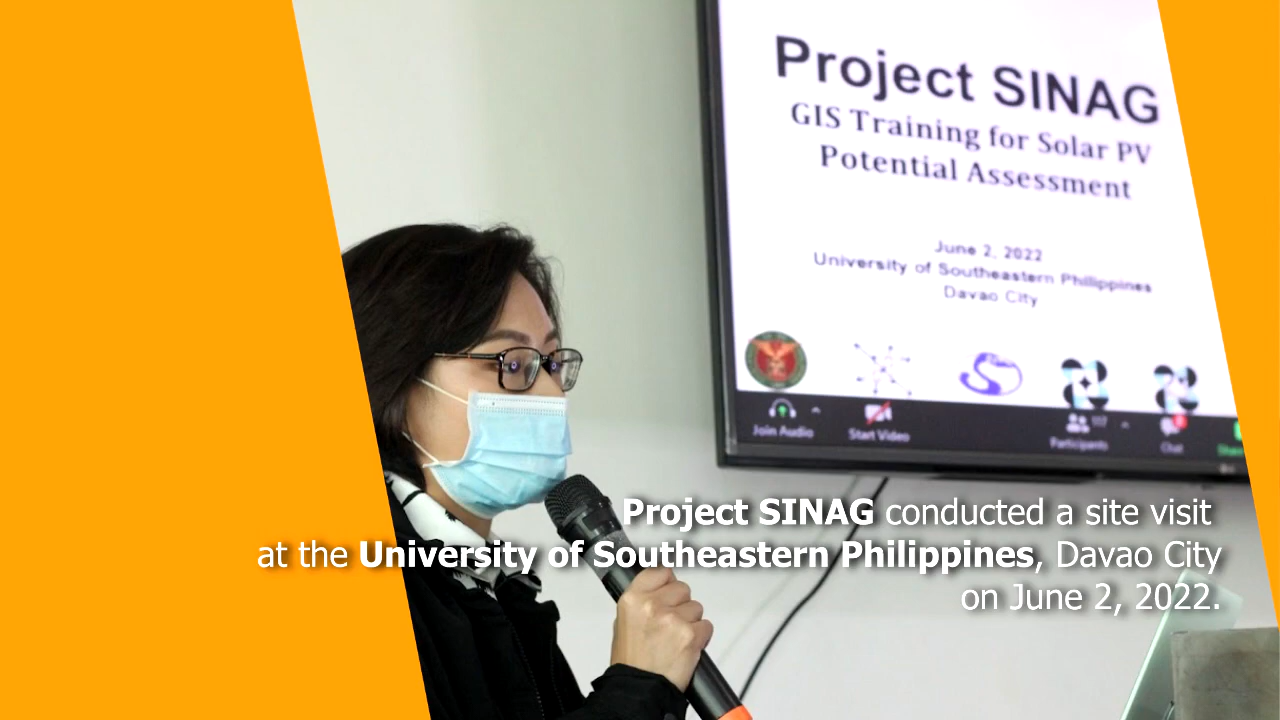 Project SINAG
GIS Training for Solar PV
Potential Assessment
June 2, 2022
University of Southeastern Philippines
Davao City
Join Audio
Start Video
Participants
Chat
Project SINAG conducted a site visit
at the University of Southeastern Philippines, Davao City
on June 2, 2022.